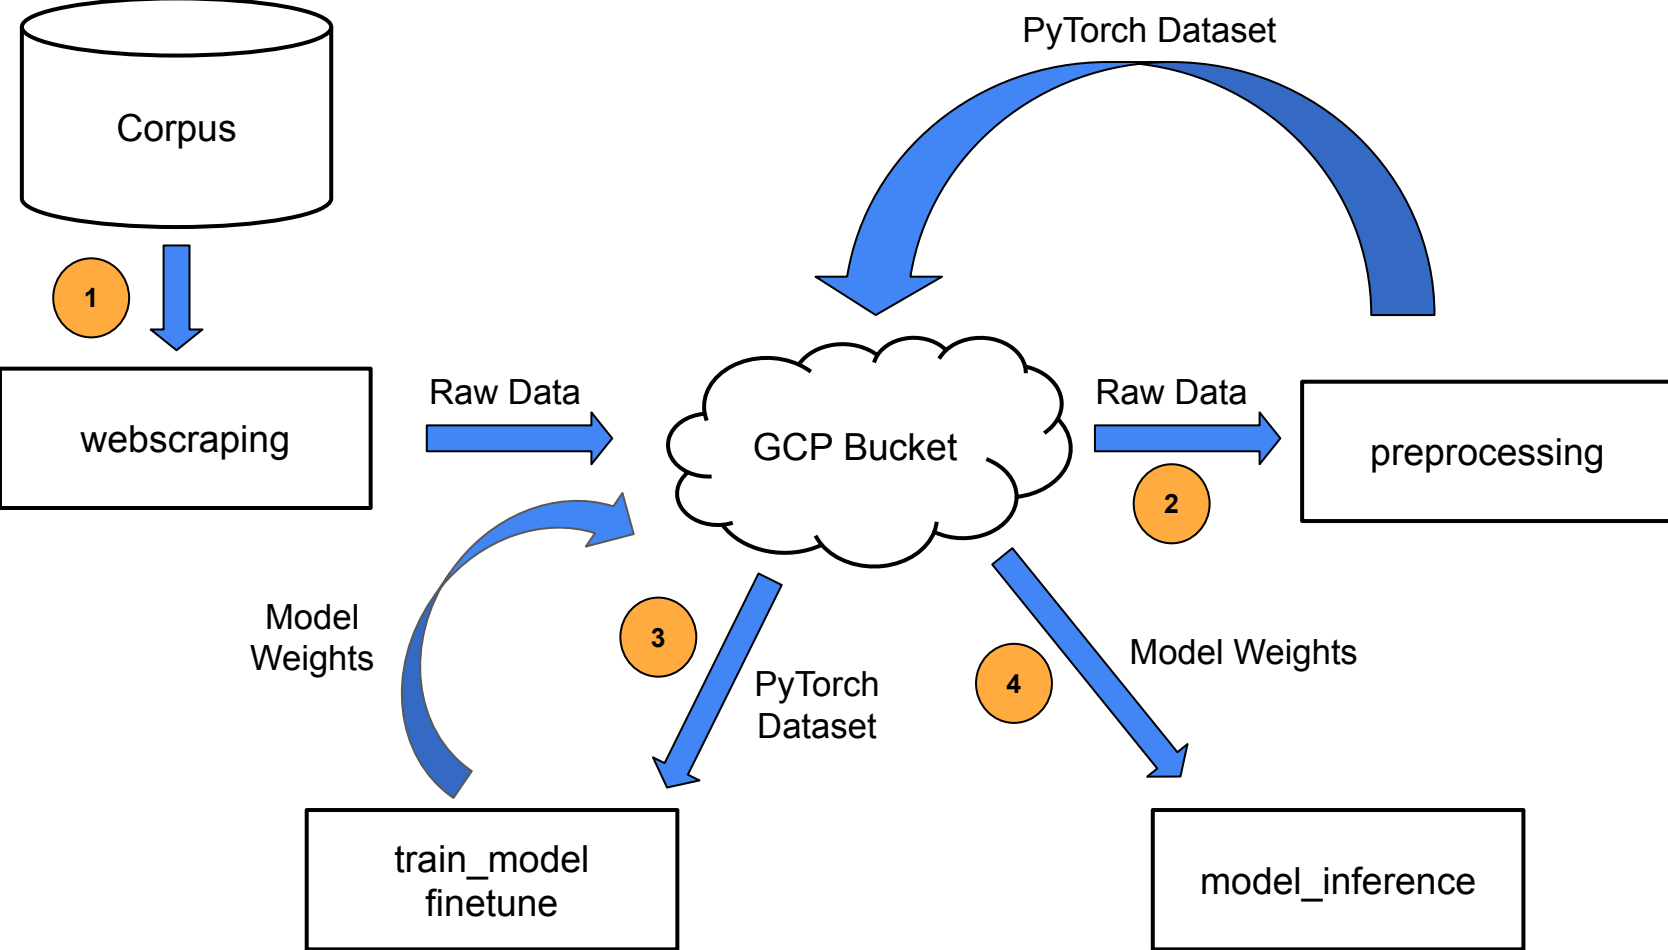 PyTorch Dataset
Corpus
1
Raw Data
Raw Data
webscraping
GCP Bucket
preprocessing
2
Model
Weights
3
4
Model Weights
PyTorch
Dataset
train_model
finetune
model_inference